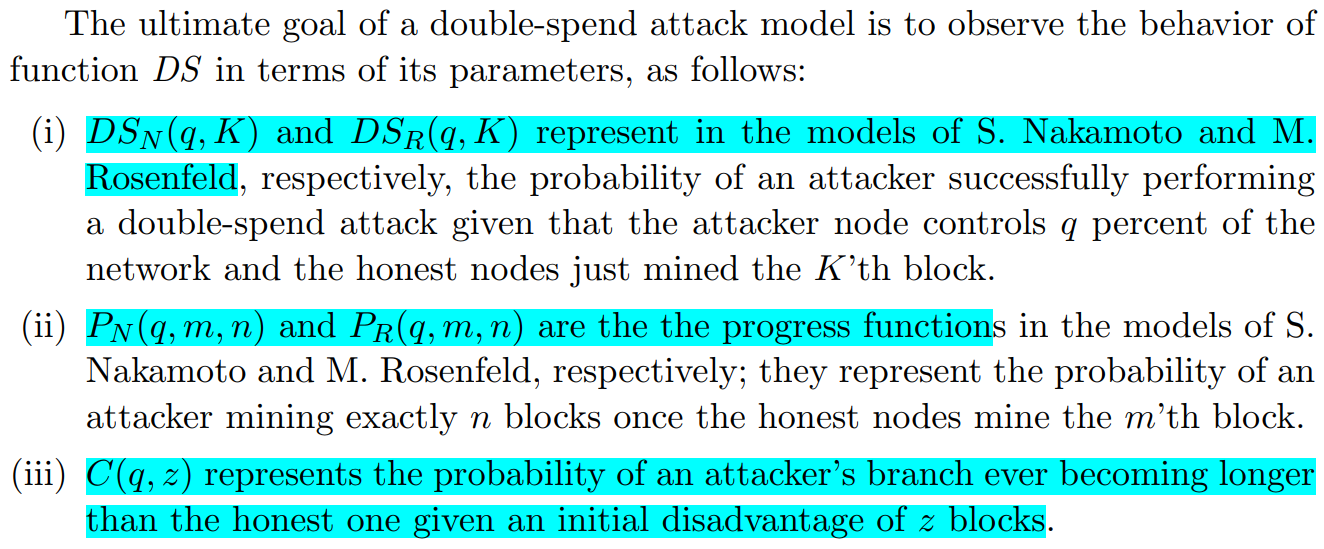 The ultimate goal of a double-spend attack model is to observe the behavior of
function DS in terms of its parameters, as follows:
(i) DS_N(q, K) and DS_R(q, K) represent in the models of S. Nakamoto and M.
Rosenfeld, respectively, the probability of an attacker successfully performing
a double-spend attack given that the attacker node controls q percent of the
network and the honest nodes just mined the K'th block.
(ii) P_N(q, m, n) and P_R(q, m, n) are the the progress functions in the models of S.
Nakamoto and M. Rosenfeld, respectively; they represent the probability of an
attacker mining exactly n blocks once the honest nodes mine the m'th block.
(iii) C(q, z) represents the probability of an attacker's branch ever becoming longer
than the honest one given an initial disadvantage of z blocks.